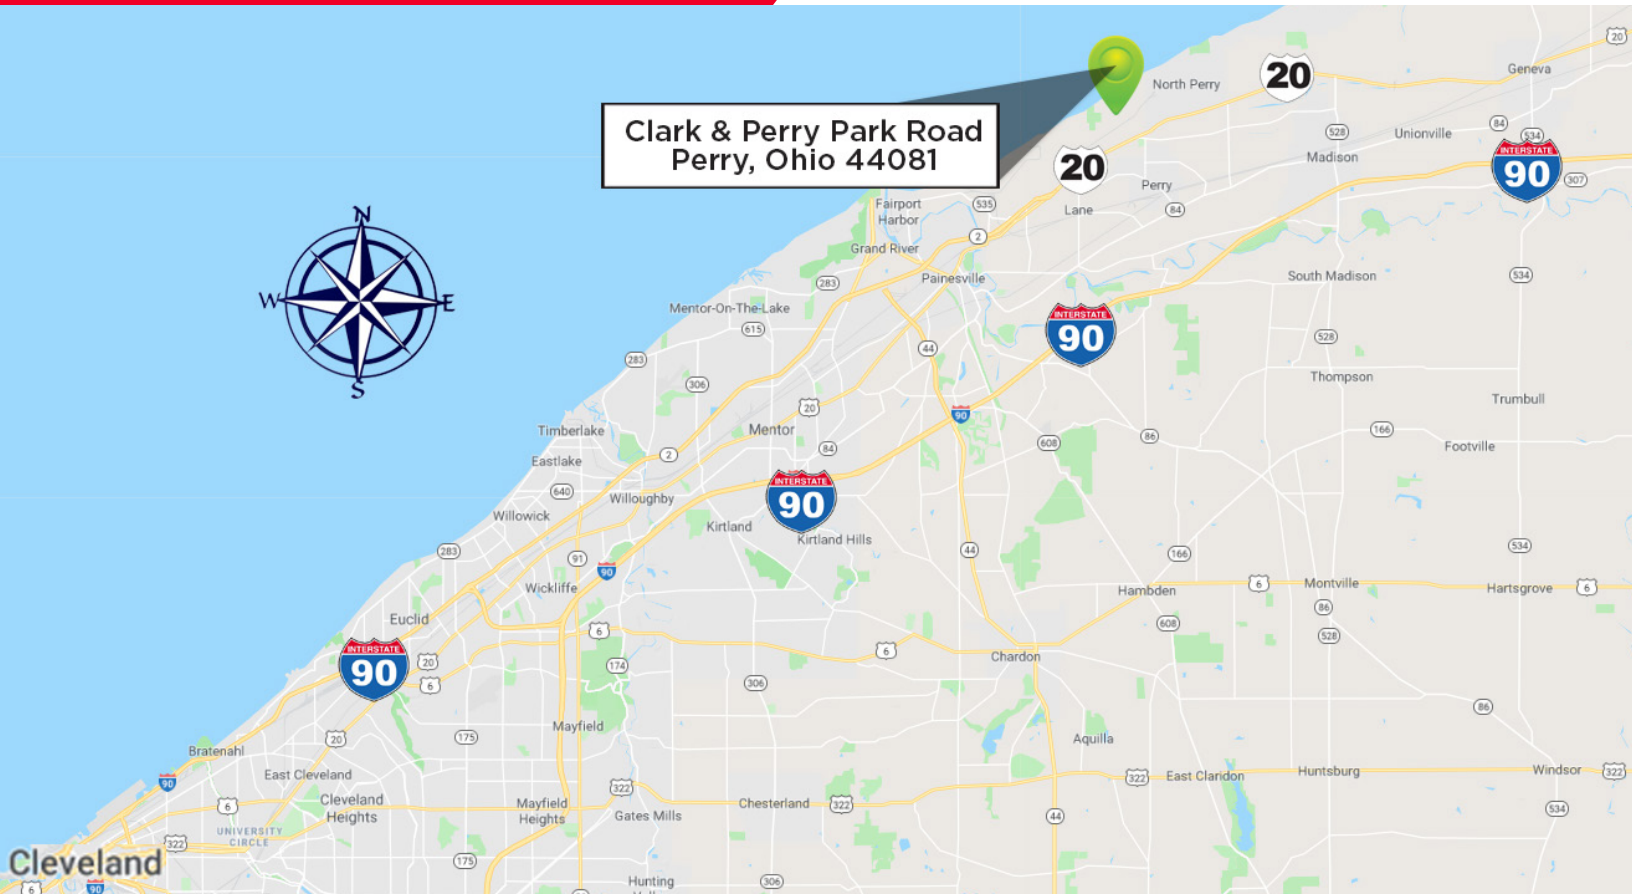 20
North Perry
20
Geneva
Clark & Perry Park Road
Perry, Ohio 44081
84
534
528
Unionville
Madison
INTERSTATE
90
307
20
Perry
84
Lane
Fairport
Harbor
535
2
Grand River
N
W
E
S
Painesville
283
South Madison
534
Mentor-On-The-Lake
615
INTERSTATE
90
528
44
283
306
Thompson
Trumbull
20
90
Timberlake
Mentor
608
86
166
Footville
84
2
Eastlake
INTERSTATE
90
640
Willoughby
Willowick
Kirtland
Kirtland Hills
283
91
44
166
534
90
Wickliffe
Hambden
6
Montville
Hartsgrove
6
86
Euclid
6
608
528
INTERSTATE
90
20
6
174
6
Chardon
306
86
Mayfield
175
20
Aquilla
Bratenahl
90
East Cleveland
322
East Claridon
Huntsburg
Windsor
322
322
6
Cleveland
Heights
Mayfield
Heights
Chesterland
322
Gates Mills
44
534
UNIVERSITY
CIRCLE
322
Cleveland
175
6
90
Hunting
306